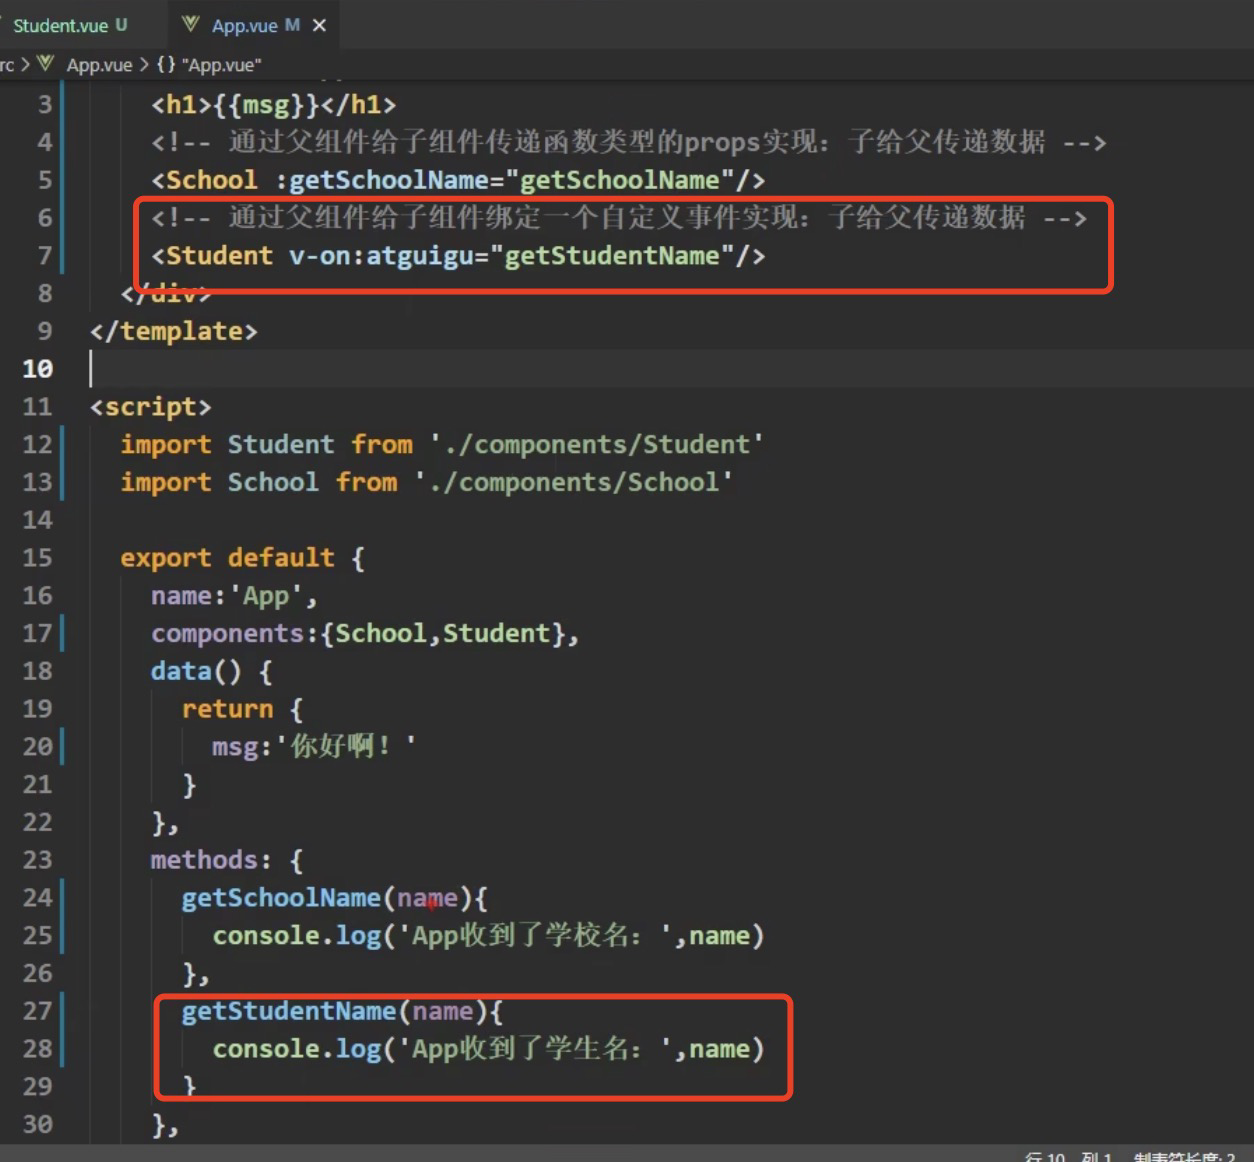 Student.vue U App.vue M ×
rc > App.vue > {} "App.vue"
3 <h1>{{msg}}</h1>
4 <!-- 通过父组件给子组件传递函数类型的props实现：子给父传递数据 -->
5 <School :getSchoolName="getSchoolName"/>
6 <!-- 通过父组件给子组件绑定一个自定义事件实现：子给父传递数据 -->
7 <Student v-on:atguigu="getStudentName"/>
8 </div>
9 </template>
10
11 <script>
12 import Student from './components/Student'
13 import School from './components/School'
14
15 export default {
16 name:'App',
17 components:{School,Student},
18 data() {
19 return {
20 msg:'你好啊！'
21 }
22 },
23 methods: {
24 getSchoolName(name){
25 console.log('App收到了学校名：',name)
26 },
27 getStudentName(name){
28 console.log('App收到了学生名：',name)
29 }
30 },
行 10，列 1 制表符长度: 2